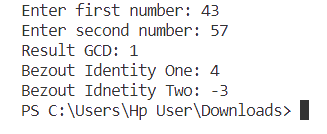 Enter first number: 43
Enter second number: 57
Result GCD: 1
Bezout Identity One: 4
Bezout Idnetity Two: -3
PS C:\Users\Hp User\Downloads>